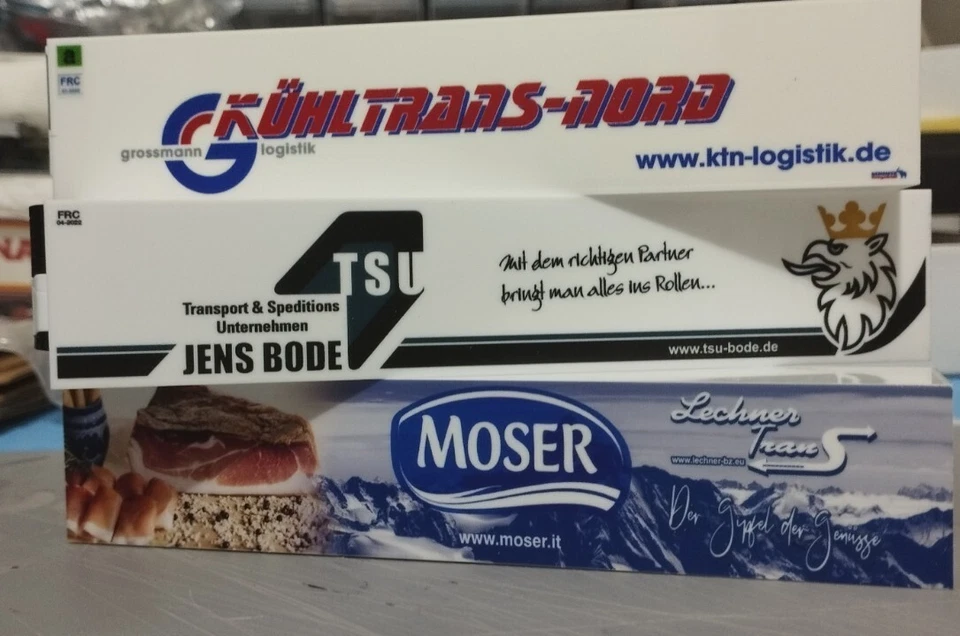 a
FRC
KÜHLTRANS-NORD
grossmann logistik
www.ktn-logistik.de
FRC
04-2022
TSU
Transport & Speditions
Unternehmen
JENS BODE
Mit dem richtigen Partner
bringt man alles ins Rollen...
www.tsu-bode.de
MOSER
www.moser.it
Lechner
Trans
www.lechner-bz.eu
Der Gipfel der Genüsse